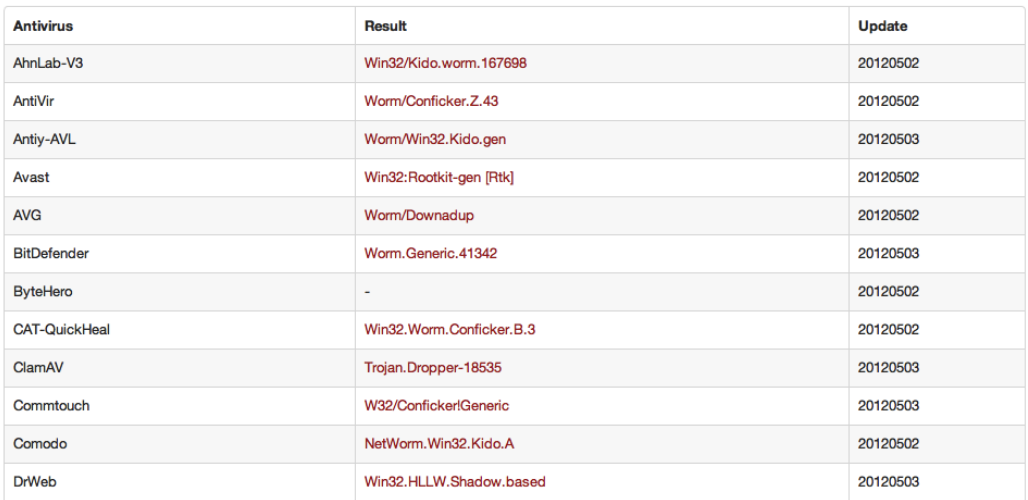 Antivirus Result Update
AhnLab-V3 Win32/Kido.worm.167698 20120502
AntiVir Worm/Conficker.Z.43 20120502
Antiy-AVL Worm/Win32.Kido.gen 20120503
Avast Win32:Rootkit-gen [Rtk] 20120502
AVG Worm/Downadup 20120502
BitDefender Worm.Generic.41342 20120503
ByteHero - 20120502
CAT-QuickHeal Win32.Worm.Conficker.B.3 20120502
ClamAV Trojan.Dropper-18535 20120503
Commtouch W32/Conficker!Generic 20120503
Comodo NetWorm.Win32.Kido.A 20120502
DrWeb Win32.HLLW.Shadow.based 20120503